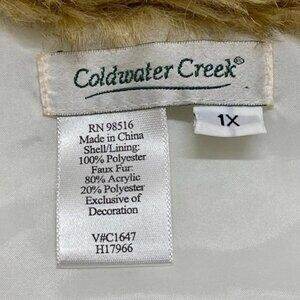 Coldwater Creek®
1X
RN 98516
Made in China
Shell/Lining:
100% Polyester
Faux Fur:
80% Acrylic
20% Polyester
Exclusive of
Decoration
V#C1647
H17966